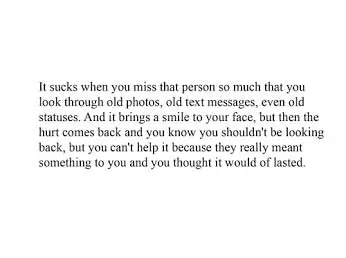 It sucks when you miss that person so much that you
look through old photos, old text messages, even old
statuses. And it brings a smile to your face, but then the
hurt comes back and you know you shouldn't be looking
back, but you can't help it because they really meant
something to you and you thought it would of lasted.